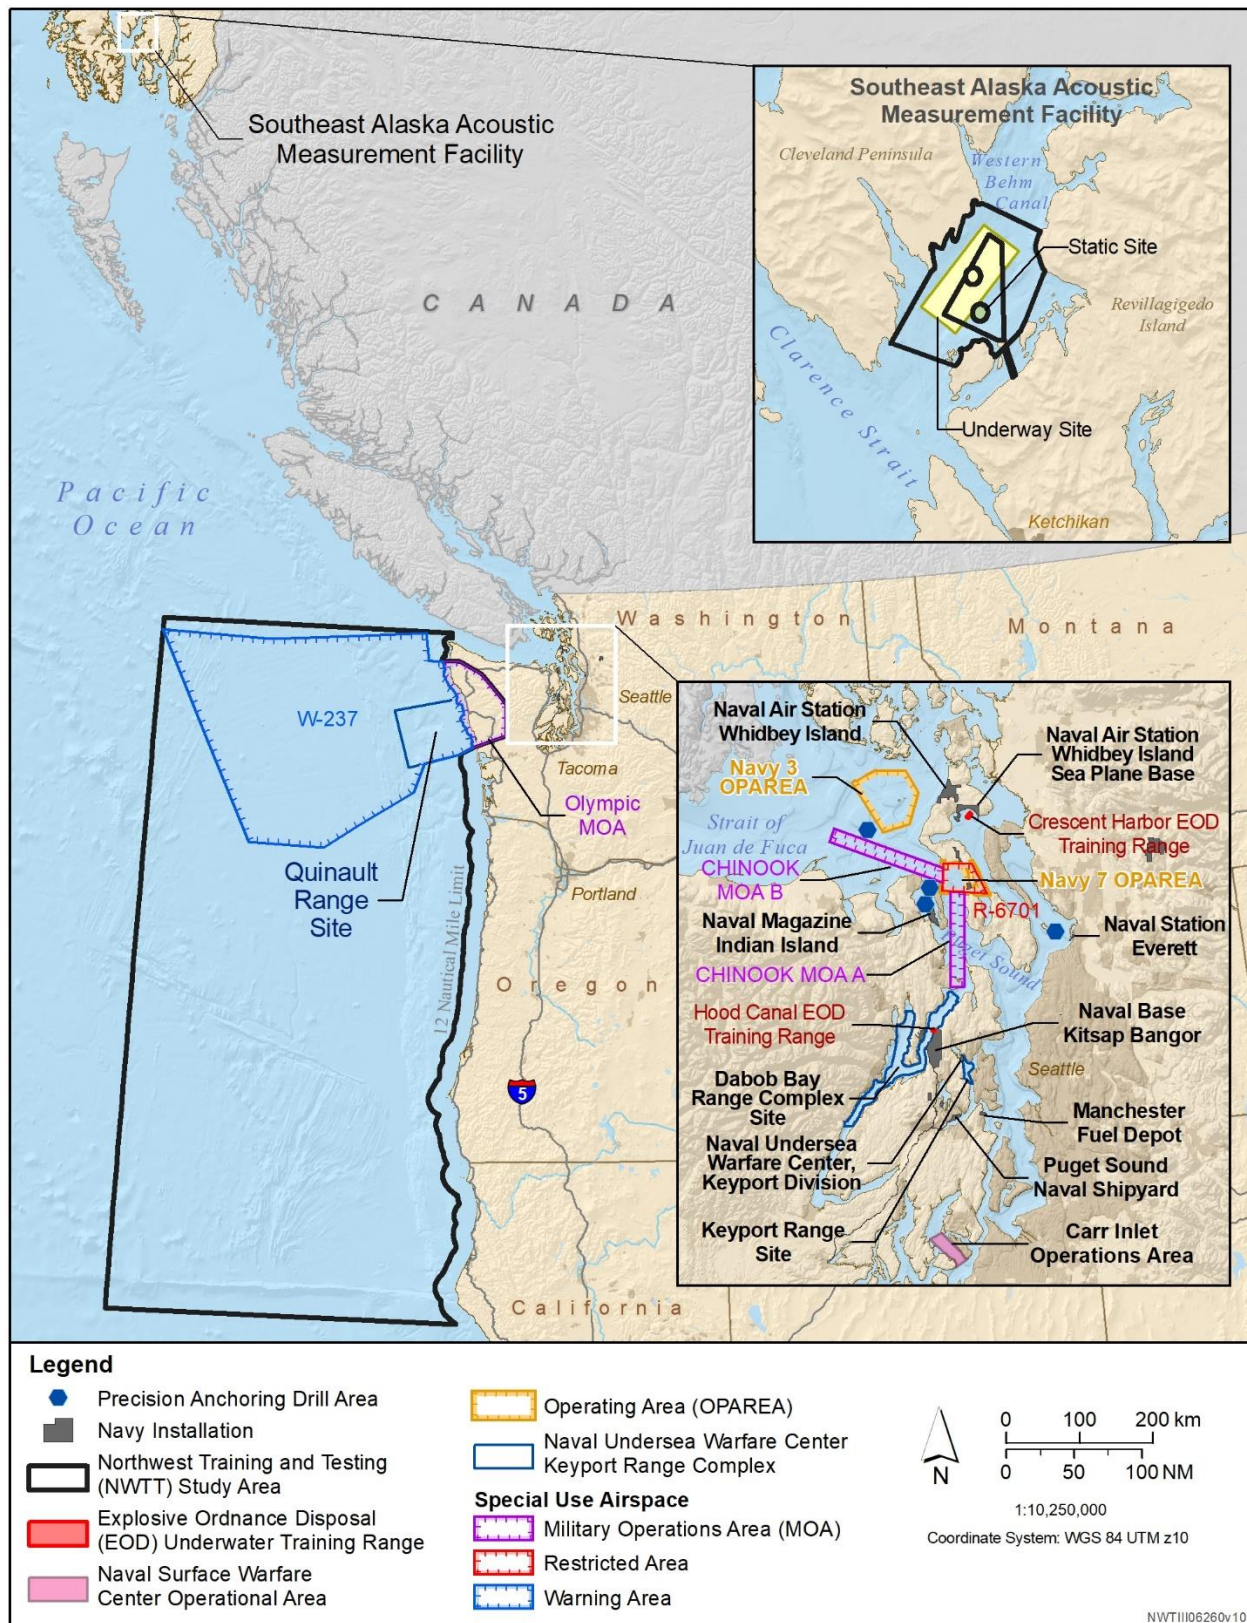 Southeast Alaska Acoustic
Measurement Facility
Southeast Alaska Acoustic
Measurement Facility
Cleveland Peninsula
Western
Behm
Canal
Static Site
Revillagigedo
Island
Clarence Strait
Underway Site
Ketchikan
CANADA
Pacific
Ocean
Washington
Montana
Seattle
W-237
Tacoma
Olympic
MOA
Quinault
Range
Site
Portland
12 Nautical Mile Limit
Oregon
5
California
Naval Air Station
Whidbey Island
Naval Air Station
Whidbey Island
Sea Plane Base
Navy 3
OPAREA
Strait of
Juan de Fuca
Crescent Harbor EOD
Training Range
CHINOOK
MOA B
Navy 7 OPAREA
R-6701
Naval Magazine
Indian Island
Naval Station
Everett
CHINOOK MOA A
Puget Sound
Hood Canal EOD
Training Range
Naval Base
Kitsap Bangor
Seattle
Dabob Bay
Range Complex
Site
Manchester
Fuel Depot
Naval Undersea
Warfare Center,
Keyport Division
Puget Sound
Naval Shipyard
Keyport Range
Site
Carr Inlet
Operations Area
Legend
Precision Anchoring Drill Area
Navy Installation
Northwest Training and Testing
(NWTT) Study Area
Explosive Ordnance Disposal
(EOD) Underwater Training Range
Naval Surface Warfare
Center Operational Area
Operating Area (OPAREA)
Naval Undersea Warfare Center
Keyport Range Complex
Special Use Airspace
Military Operations Area (MOA)
Restricted Area
Warning Area
N
0 100 200 km
0 50 100 NM
1:10,250,000
Coordinate System: WGS 84 UTM z10
NWTIII06260v10